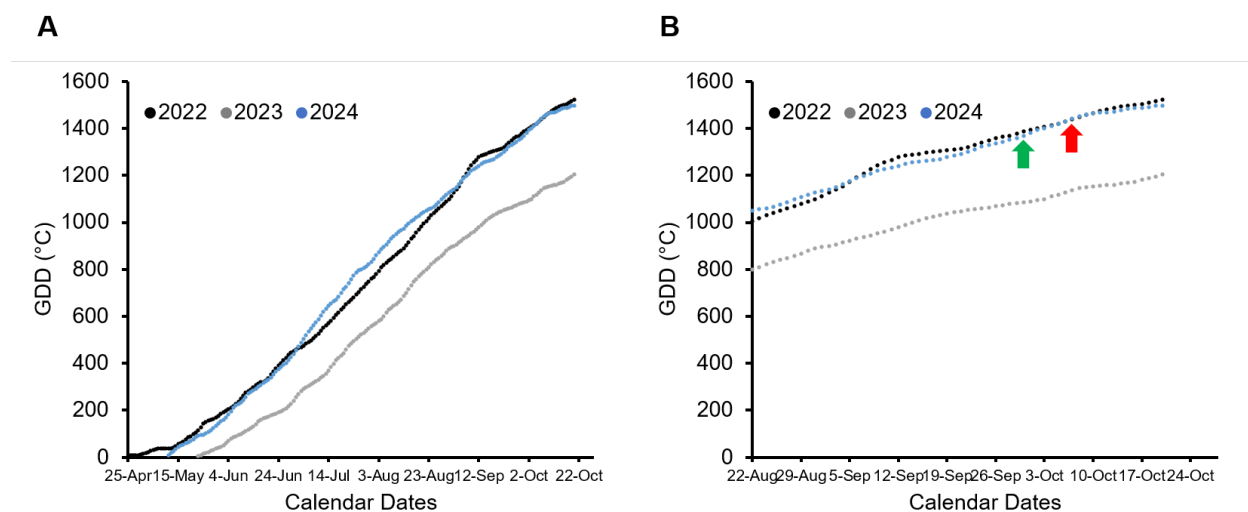 A
1600
1400
1200
1000
800
600
400
200
0
GDD (°C)
2022 2023 2024
25-Apr 15-May 4-Jun 24-Jun 14-Jul 3-Aug 23-Aug 12-Sep 2-Oct 22-Oct
Calendar Dates
B
1600
1400
1200
1000
800
600
400
200
0
GDD (°C)
2022 2023 2024
22-Aug 29-Aug 5-Sep 12-Sep 19-Sep 26-Sep 3-Oct 10-Oct 17-Oct 24-Oct
Calendar Dates